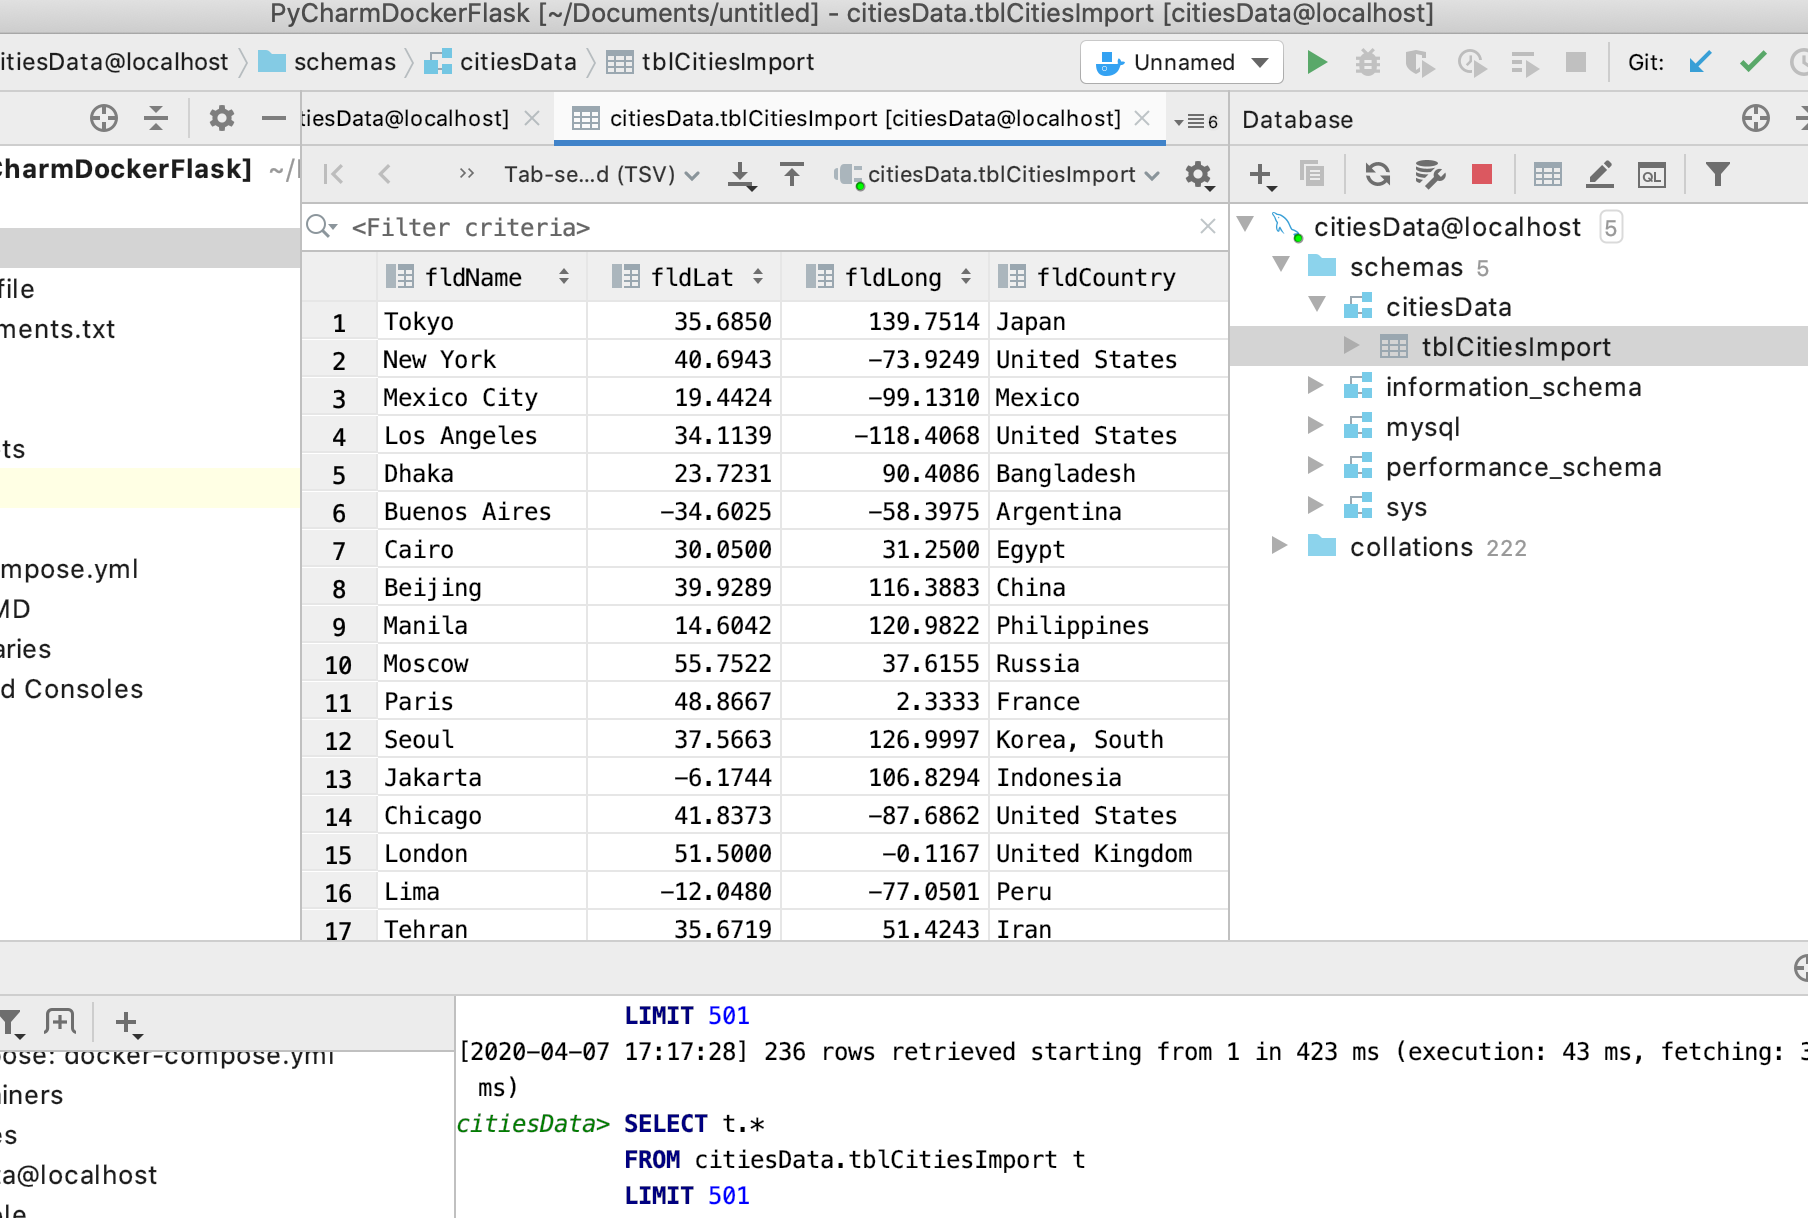 PyCharmDockerFlask [~/Documents/untitled] - citiesData.tblCitiesImport [citiesData@localhost]
itiesData@localhost schemas citiesData tblCitiesImport Unnamed Git:
tiesData@localhost] citiesData.tblCitiesImport [citiesData@localhost] 6 Database
CharmDockerFlask] ~/
Tab-se...d (TSV) citiesData.tblCitiesImport QL
<Filter criteria>
fldName fldLat fldLong fldCountry
1 Tokyo 35.6850 139.7514 Japan
2 New York 40.6943 -73.9249 United States
3 Mexico City 19.4424 -99.1310 Mexico
4 Los Angeles 34.1139 -118.4068 United States
5 Dhaka 23.7231 90.4086 Bangladesh
6 Buenos Aires -34.6025 -58.3975 Argentina
7 Cairo 30.0500 31.2500 Egypt
8 Beijing 39.9289 116.3883 China
9 Manila 14.6042 120.9822 Philippines
10 Moscow 55.7522 37.6155 Russia
11 Paris 48.8667 2.3333 France
12 Seoul 37.5663 126.9997 Korea, South
13 Jakarta -6.1744 106.8294 Indonesia
14 Chicago 41.8373 -87.6862 United States
15 London 51.5000 -0.1167 United Kingdom
16 Lima -12.0480 -77.0501 Peru
17 Tehran 35.6719 51.4243 Iran
citiesData@localhost 5
schemas 5
citiesData
tblCitiesImport
information_schema
mysql
performance_schema
sys
collations 222
file
ments.txt
ts
mpose.yml
MD
aries
d Consoles
ose: docker-compose.yml
ainers
es
ta@localhost
ble
LIMIT 501
[2020-04-07 17:17:28] 236 rows retrieved starting from 1 in 423 ms (execution: 43 ms, fetching: 3
ms)
citiesData> SELECT t.*
FROM citiesData.tblCitiesImport t
LIMIT 501